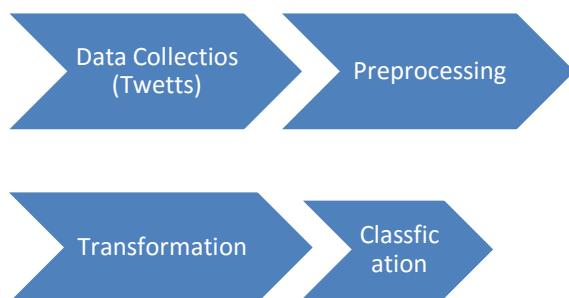 Data Collectios
(Twetts)
Preprocessing
Transformation
Classfic
ation